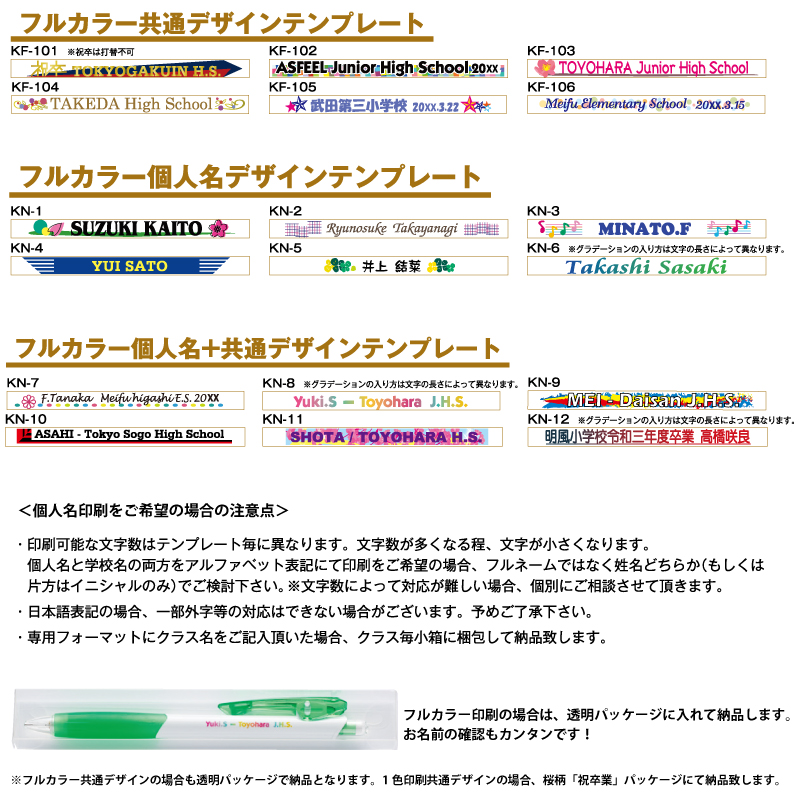 フルカラー共通デザインテンプレート
KF-101 ※祝卒は打替不可
祝卒 TOKYOGAKUIN H.S.
KF-102
ASFEEL Junior High School 20XX
KF-103
TOYOHARA Junior High School
KF-104
TAKEDA High School
KF-105
武田第三小学校 20XX.3.22
KF-106
Meifu Elementary School 20XX.3.15
フルカラー個人名デザインテンプレート
KN-1
SUZUKI KAITO
KN-2
Ryunosuke Takayanagi
KN-3
MINATO.F
KN-4
YUI SATO
KN-5
井上 結菜
KN-6 ※グラデーションの入り方は文字の長さによって異なります。
Takashi Sasaki
フルカラー個人名+共通デザインテンプレート
KN-7
F.Tanaka Meifuhigashi E.S. 20XX
KN-8 ※グラデーションの入り方は文字の長さによって異なります。
Yuki.S – Toyohara J.H.S.
KN-9
MEI - Daisan J.H.S.
KN-10
ASAHI - Tokyo Sogo High School
KN-11
SHOTA / TOYOHARA H.S.
KN-12 ※グラデーションの入り方は文字の長さによって異なります。
明風小学校令和三年度卒業 高橋咲良
＜個人名印刷をご希望の場合の注意点＞
・印刷可能な文字数はテンプレート毎に異なります。文字数が多くなる程、文字が小さくなります。
個人名と学校名の両方をアルファベット表記にて印刷をご希望の場合、フルネームではなく姓名どちらか(もしくは
片方はイニシャルのみ)でご検討下さい。※文字数によって対応が難しい場合、個別にご相談させて頂きます。
・日本語表記の場合、一部外字等の対応はできない場合がございます。予めご了承下さい。
・専用フォーマットにクラス名をご記入頂いた場合、クラス毎小箱に梱包して納品致します。
Yuki.S – Toyohara J.H.S.
フルカラー印刷の場合は、透明パッケージに入れて納品します。
お名前の確認もカンタンです！
※フルカラー共通デザインの場合も透明パッケージで納品となります。1色印刷共通デザインの場合、桜柄「祝卒業」パッケージにて納品致します。